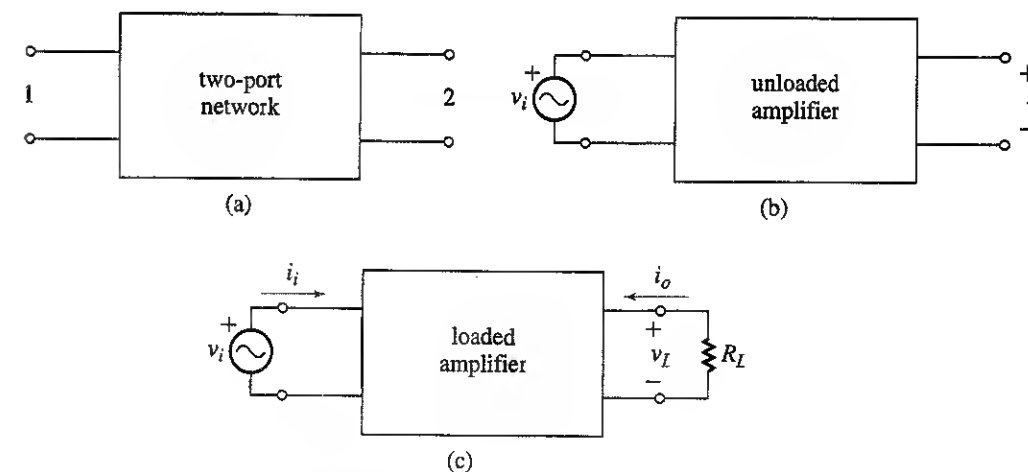 1
two-port
network
2
(a)
+
v_i
unloaded
amplifier
+
−
(b)
i_i
+
v_i
loaded
amplifier
i_o
+
v_L
−
R_L
(c)